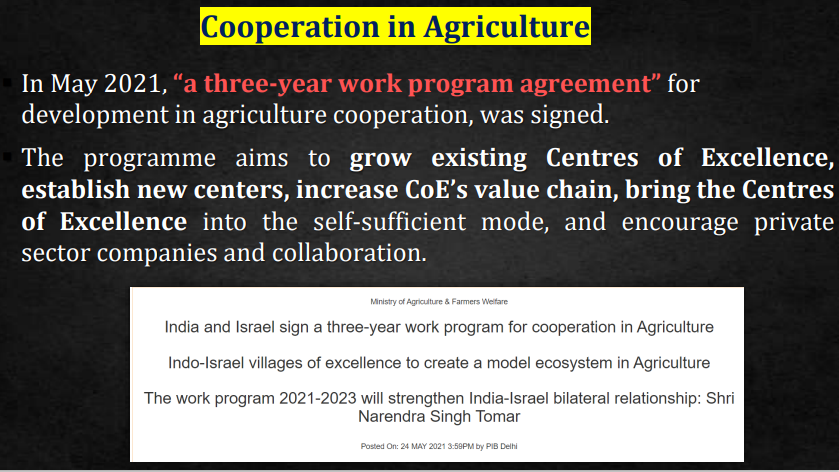 Cooperation in Agriculture
In May 2021, “a three-year work program agreement” for
development in agriculture cooperation, was signed.
The programme aims to grow existing Centres of Excellence,
establish new centers, increase CoE’s value chain, bring the Centres
of Excellence into the self-sufficient mode, and encourage private
sector companies and collaboration.
Ministry of Agriculture & Farmers Welfare
India and Israel sign a three-year work program for cooperation in Agriculture
Indo-Israel villages of excellence to create a model ecosystem in Agriculture
The work program 2021-2023 will strengthen India-Israel bilateral relationship: Shri
Narendra Singh Tomar
Posted On: 24 MAY 2021 3:59PM by PIB Delhi